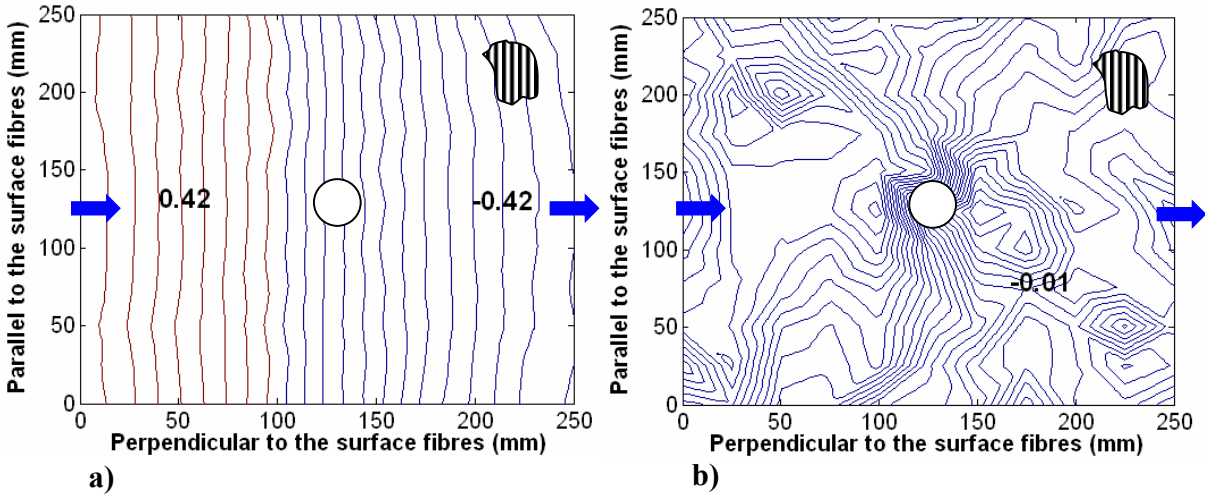 250
200
150
100
50
0
Parallel to the surface fibres (mm)
0.42
-0.42
0 50 100 150 200 250
Perpendicular to the surface fibres (mm)
a)
250
200
150
100
50
0
Parallel to the surface fibres (mm)
-0.01
0 50 100 150 200 250
Perpendicular to the surface fibres (mm)
b)